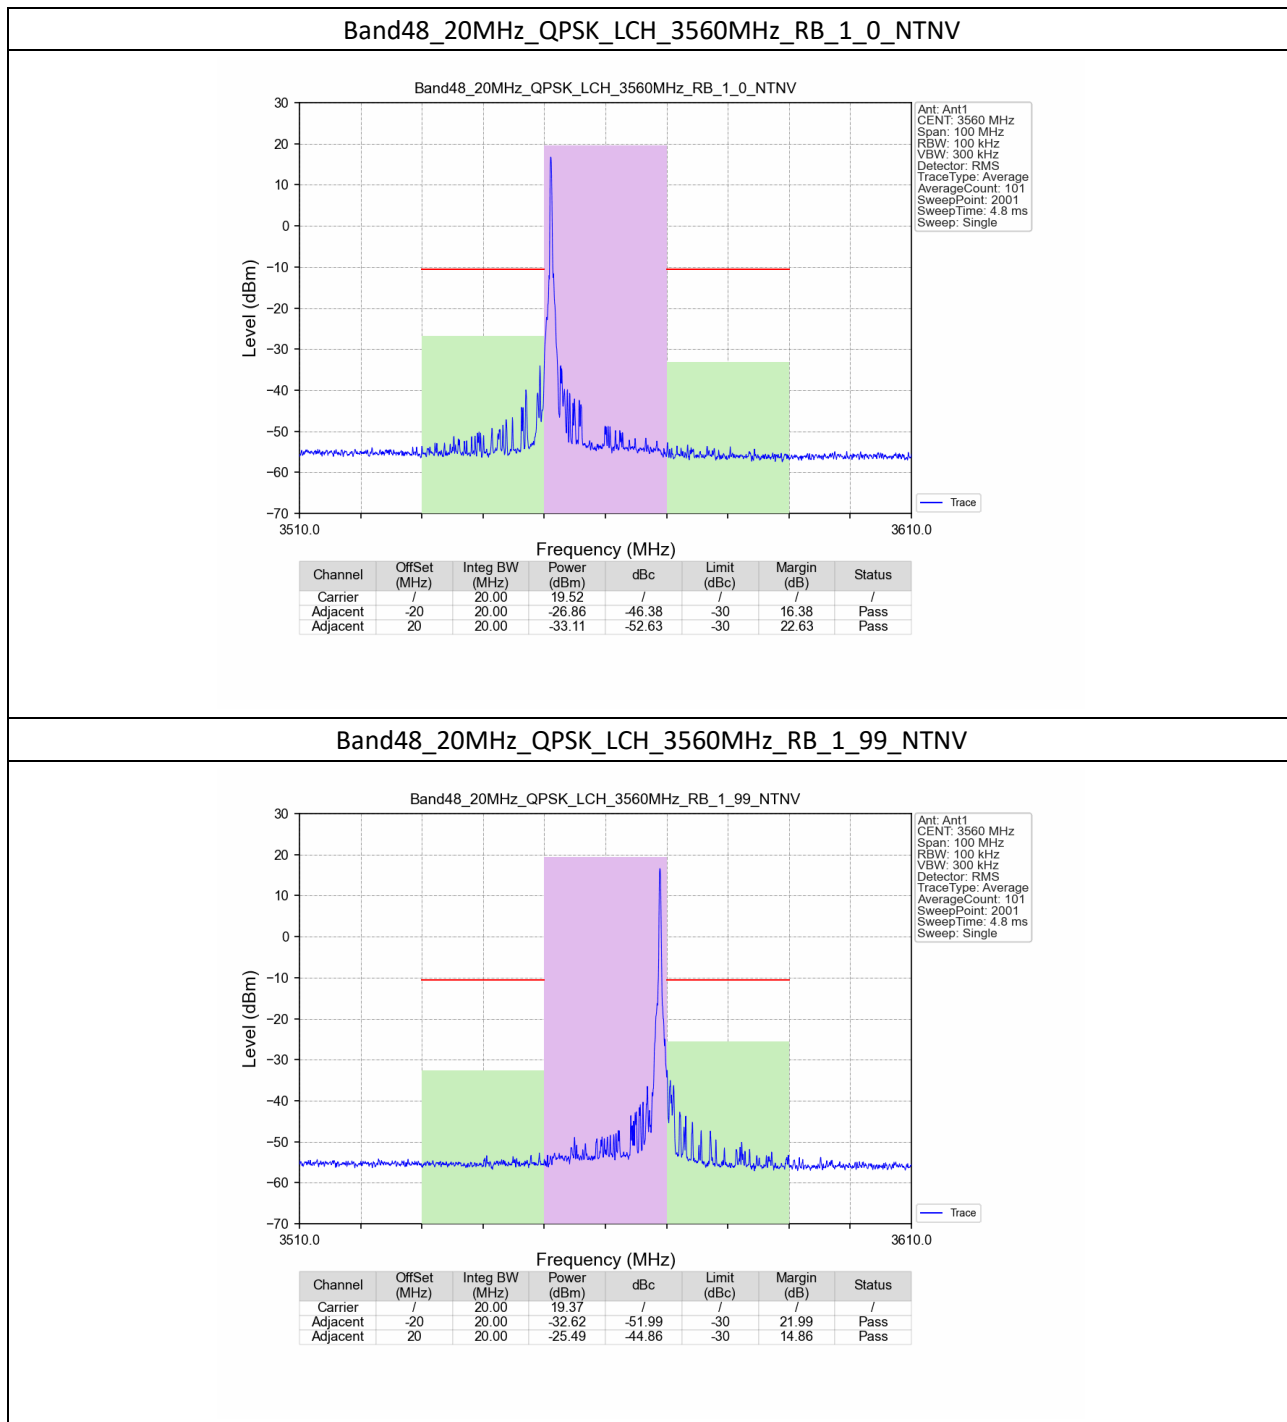 Band48_20MHz_QPSK_LCH_3560MHz_RB_1_0_NTNV
Band48_20MHz_QPSK_LCH_3560MHz_RB_1_0_NTNV
Ant: Ant1
CENT: 3560 MHz
Span: 100 MHz
RBW: 100 kHz
VBW: 300 kHz
Detector: RMS
TraceType: Average
AverageCount: 101
SweepPoint: 2001
SweepTime: 4.8 ms
Sweep: Single
Level (dBm)
30
20
10
0
−10
−20
−30
−40
−50
−60
−70
3510.0 3610.0
Trace
Frequency (MHz)
Channel OffSet (MHz) Integ BW (MHz) Power (dBm) dBc Limit (dBc) Margin (dB) Status
Carrier / 20.00 19.52 / / / /
Adjacent -20 20.00 -26.86 -46.38 -30 16.38 Pass
Adjacent 20 20.00 -33.11 -52.63 -30 22.63 Pass
Band48_20MHz_QPSK_LCH_3560MHz_RB_1_99_NTNV
Band48_20MHz_QPSK_LCH_3560MHz_RB_1_99_NTNV
Ant: Ant1
CENT: 3560 MHz
Span: 100 MHz
RBW: 100 kHz
VBW: 300 kHz
Detector: RMS
TraceType: Average
AverageCount: 101
SweepPoint: 2001
SweepTime: 4.8 ms
Sweep: Single
Level (dBm)
30
20
10
0
−10
−20
−30
−40
−50
−60
−70
3510.0 3610.0
Trace
Frequency (MHz)
Channel OffSet (MHz) Integ BW (MHz) Power (dBm) dBc Limit (dBc) Margin (dB) Status
Carrier / 20.00 19.37 / / / /
Adjacent -20 20.00 -32.62 -51.99 -30 21.99 Pass
Adjacent 20 20.00 -25.49 -44.86 -30 14.86 Pass